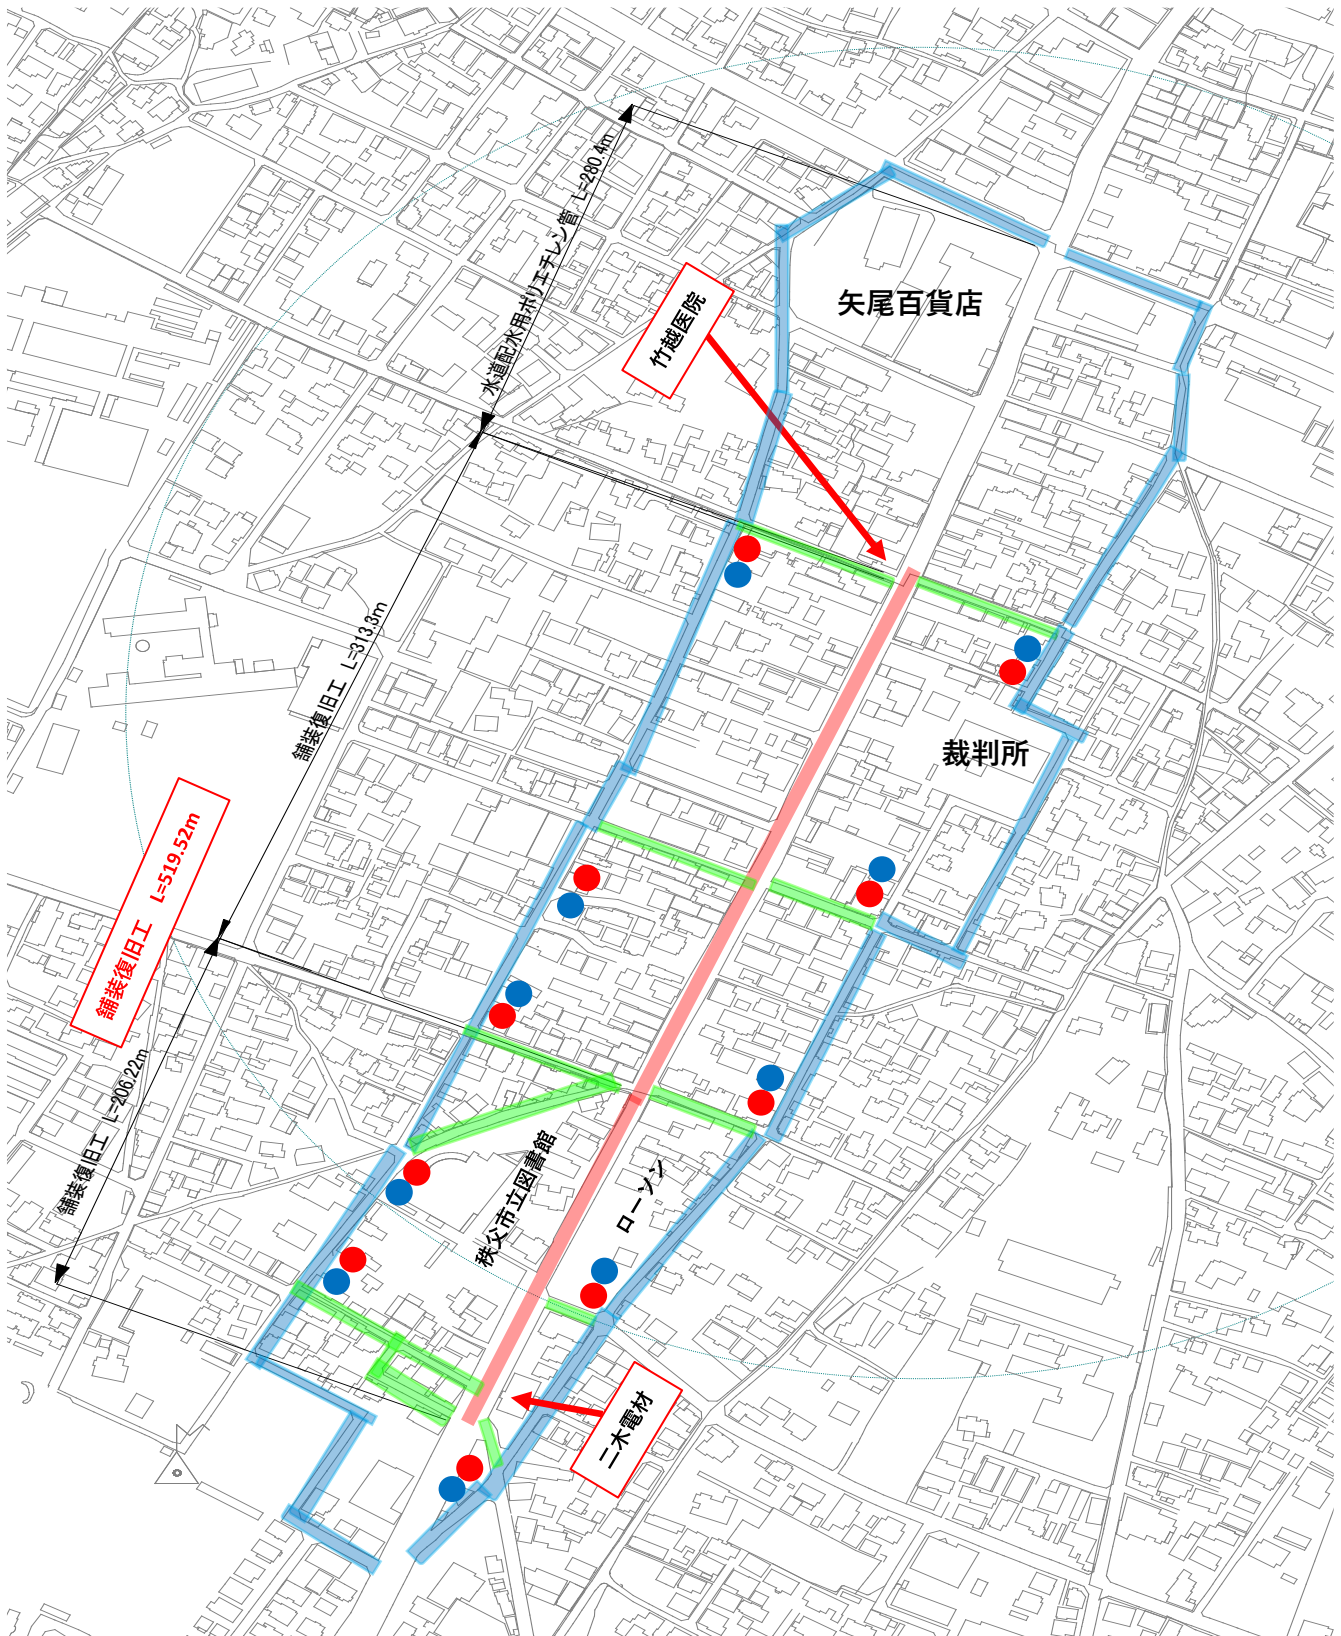 水道配水用ポリエチレン管 L=280.4m
矢尾百貨店
竹越医院
舗装復旧工 L=313.3m
裁判所
舗装復旧工 L=519.52m
舗装復旧工 L=206.22m
秩父市立図書館
ローソン
二木電材